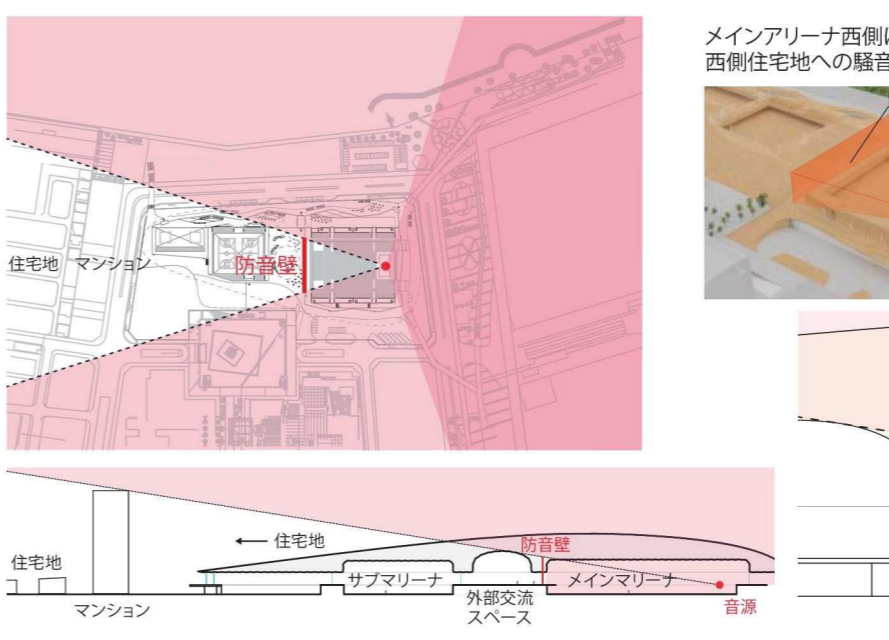 メインアリーナ西側に
西側住宅地への騒音
住宅地
マンション
防音壁
← 住宅地
防音壁
住宅地
サブマリーナ
メインマリーナ
外部交流
スペース
マンション
音源